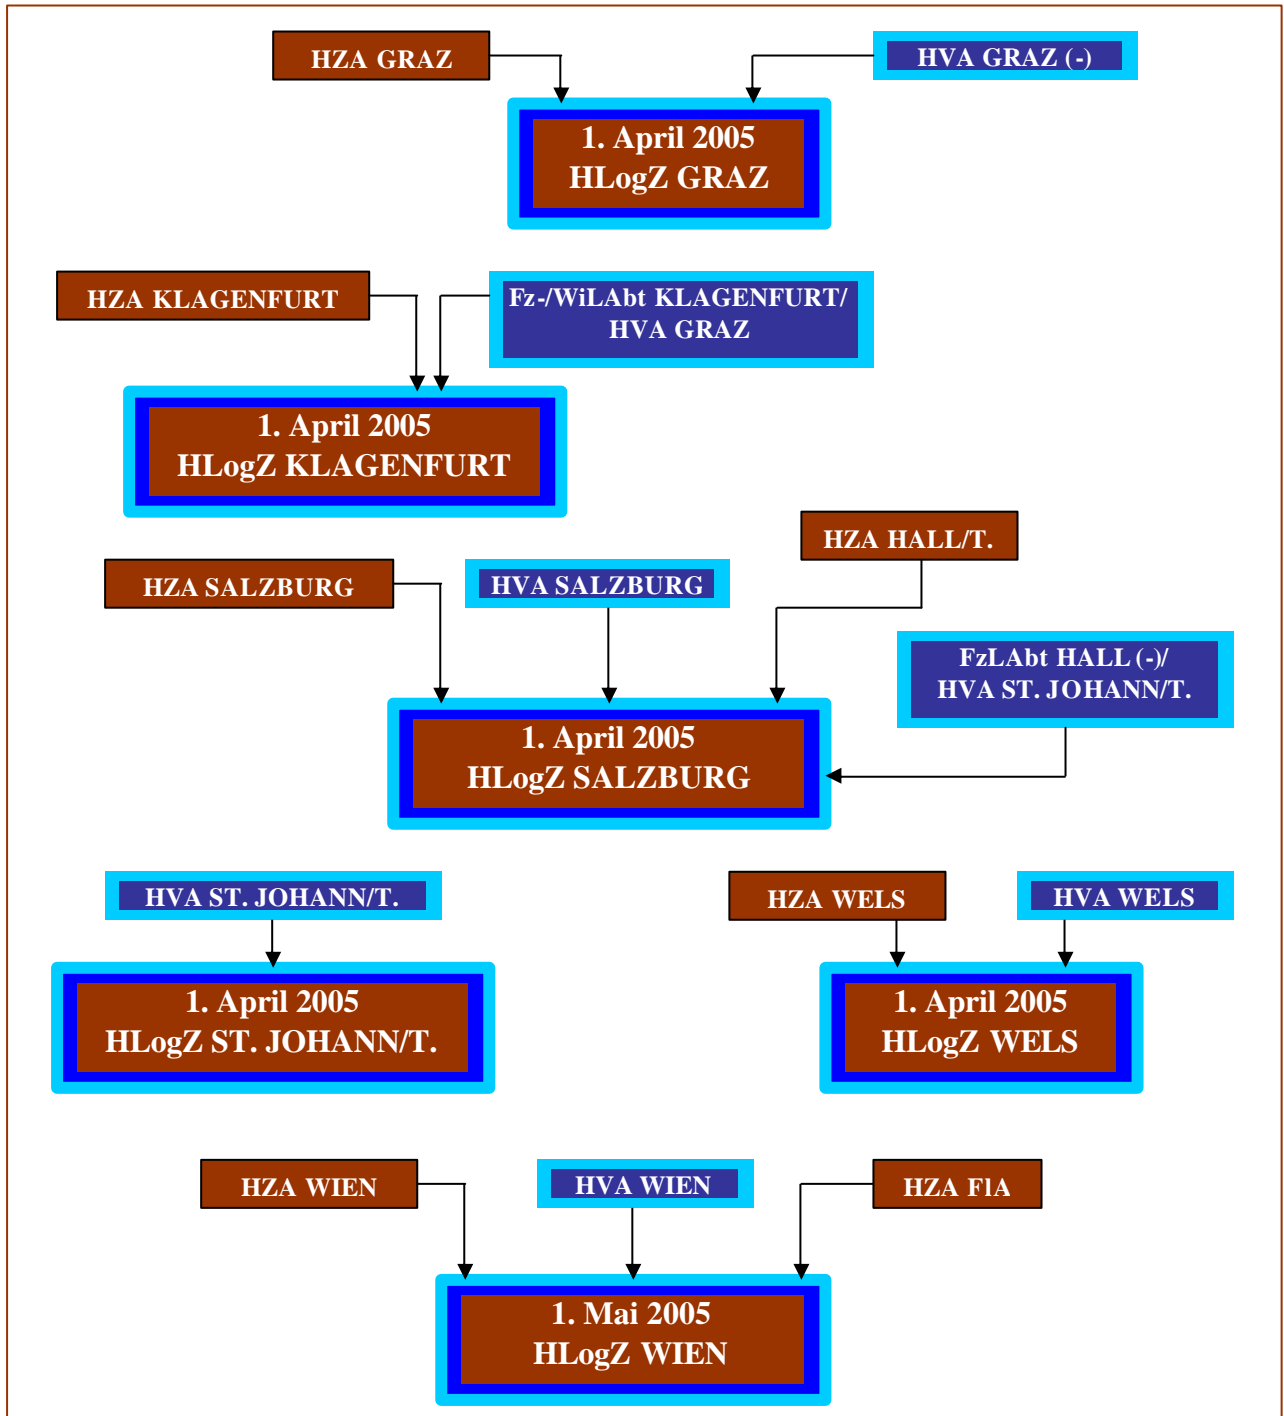 HZA GRAZ
HVA GRAZ (-)
1. April 2005
HLogZ GRAZ
HZA KLAGENFURT
Fz-/WiLAbt KLAGENFURT/
HVA GRAZ
1. April 2005
HLogZ KLAGENFURT
HZA HALL/T.
HZA SALZBURG
HVA SALZBURG
FzLAbt HALL (-)/
HVA ST. JOHANN/T.
1. April 2005
HLogZ SALZBURG
HVA ST. JOHANN/T.
HZA WELS
HVA WELS
1. April 2005
HLogZ ST. JOHANN/T.
1. April 2005
HLogZ WELS
HZA WIEN
HVA WIEN
HZA FlA
1. Mai 2005
HLogZ WIEN